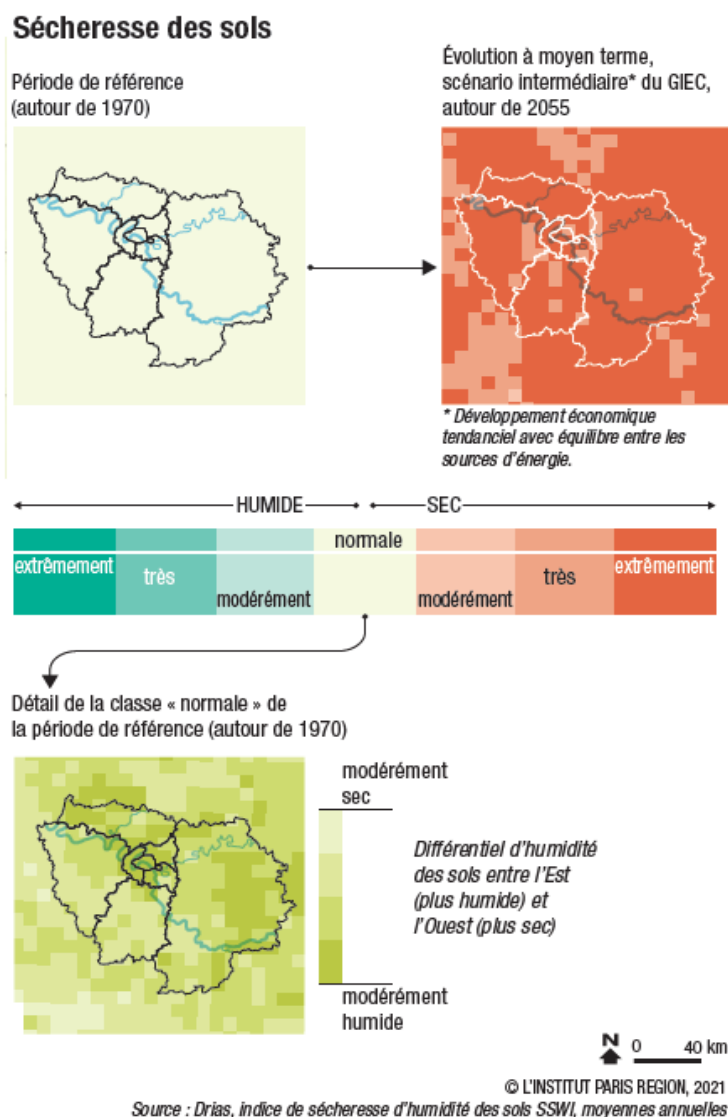 Sécheresse des sols
Période de référence
(autour de 1970)
Évolution à moyen terme,
scénario intermédiaire* du GIEC,
autour de 2055
* Développement économique
tendanciel avec équilibre entre les
sources d'énergie.
HUMIDE
SEC
normale
extrêmement
très
modérément
modérément
très
extrêmement
Détail de la classe « normale » de
la période de référence (autour de 1970)
modérément
sec
Différentiel d'humidité
des sols entre l'Est
(plus humide) et
l'Ouest (plus sec)
modérément
humide
N 0 40 km
© L'INSTITUT PARIS REGION, 2021
Source : Drias, indice de sécheresse d'humidité des sols SSWI, moyennes annuelles